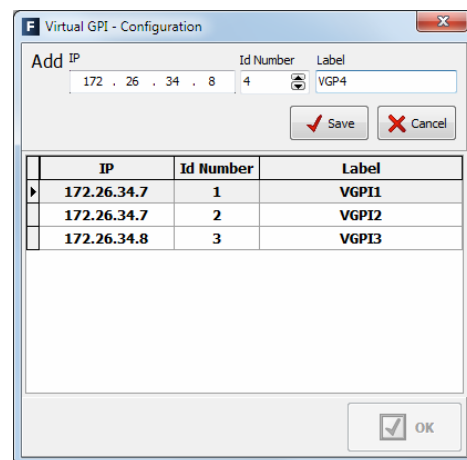 F Virtual GPI - Configuration
Add IP Id Number Label
172 . 26 . 34 . 8 4 VGP4
Save Cancel
IP Id Number Label
172.26.34.7 1 VGPI1
172.26.34.7 2 VGPI2
172.26.34.8 3 VGPI3
OK